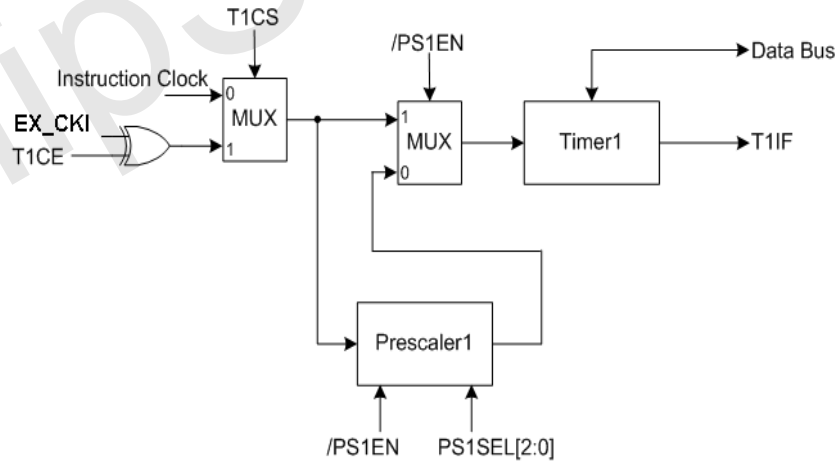 T1CS
/PS1EN
Data Bus
Instruction Clock
0
MUX
1
EX_CKI
T1CE
1
MUX
0
Timer1
T1IF
Prescaler1
/PS1EN
PS1SEL[2:0]